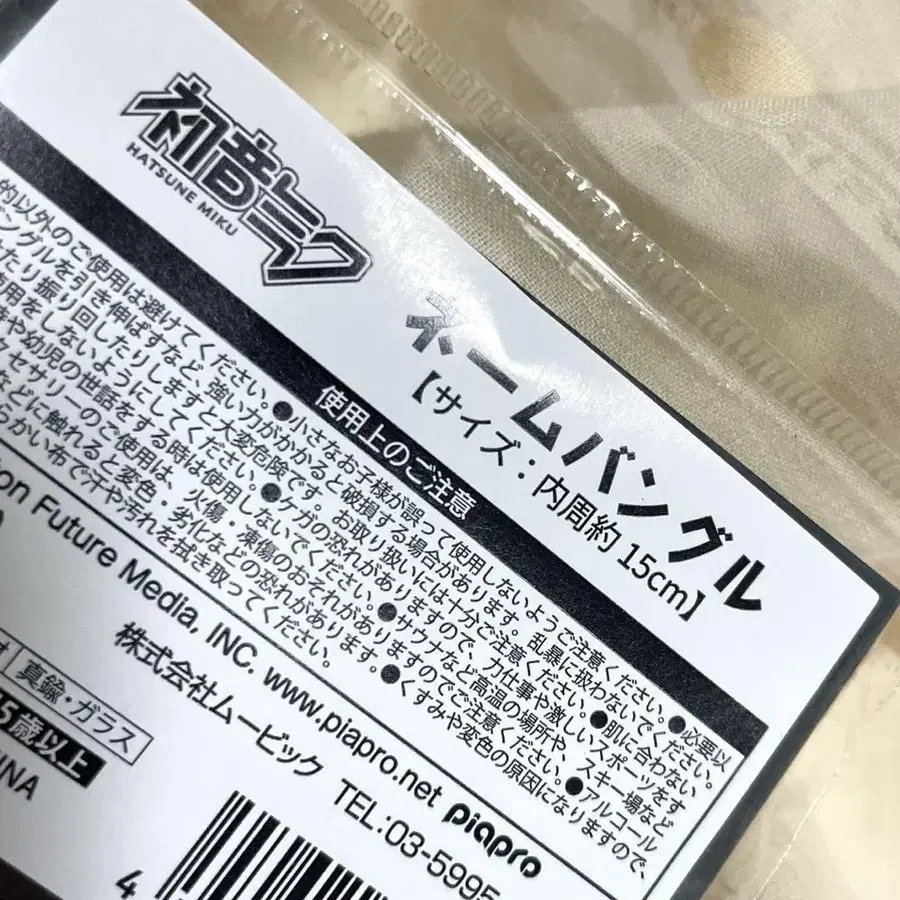 初音ミク
HATSUNE MIKU
ネームバングル
【サイズ：内周約 15cm】
使用上のご注意
的以外のご使用は避けてください。●小さなお子様が誤って使用しないようご注意ください。●必要以
バングルを引き伸ばすなど、強い力がかかると破損する場合があります。乱暴に扱わないでください。
たり振り回したりしますと大変危険です。お取り扱いには十分ご注意ください。●肌に合わない
使用をしないようにしてください。●ケガの恐れがありますので、力仕事や激しいスポーツをす
時や幼児の世話をする時は使用しないでください。●サウナなど高温の場所や、スキー場など
クセサリーのご使用は、火傷・凍傷のおそれがありますのでご注意ください。●アルコール
などに触れると変色・劣化などの恐れがあります。●くすみや変色の原因になりますので、
らかい布で汗や汚れを拭き取ってください。
on Future Media, INC. www.piapro.net piapro
株式会社ムービック TEL:03-5995
真鍮・ガラス
5歳以上
INA
4